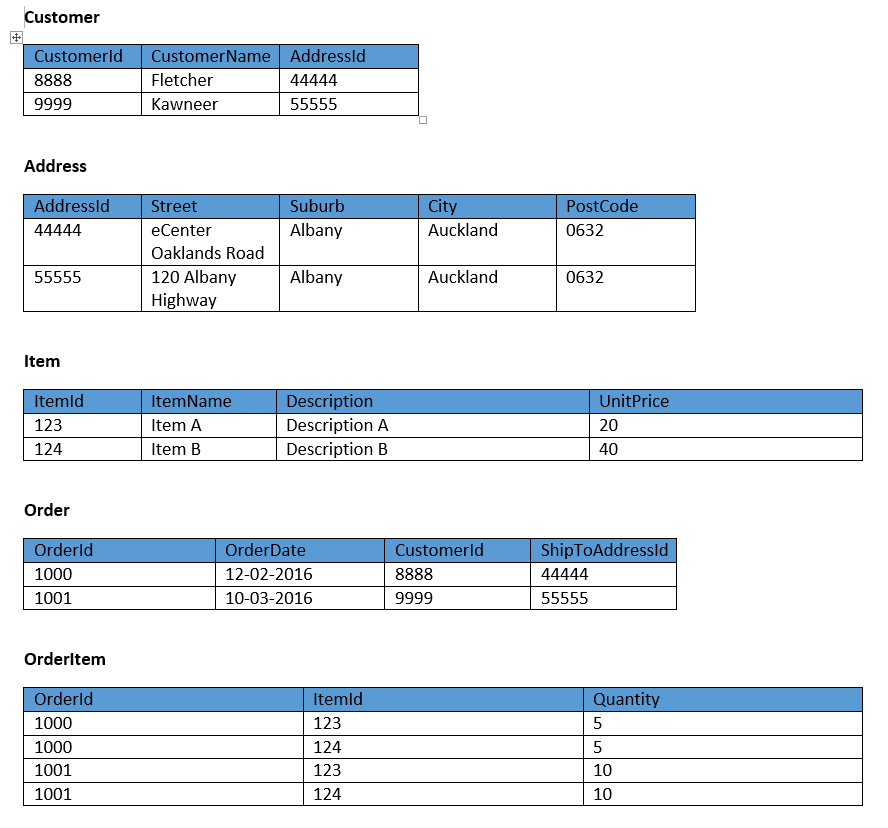 Customer
CustomerId CustomerName AddressId
8888 Fletcher 44444
9999 Kawneer 55555
Address
AddressId Street Suburb City PostCode
44444 eCenter Albany Auckland 0632
Oaklands Road
55555 120 Albany Albany Auckland 0632
Highway
Item
ItemId ItemName Description UnitPrice
123 Item A Description A 20
124 Item B Description B 40
Order
OrderId OrderDate CustomerId ShipToAddressId
1000 12-02-2016 8888 44444
1001 10-03-2016 9999 55555
OrderItem
OrderId ItemId Quantity
1000 123 5
1000 124 5
1001 123 10
1001 124 10